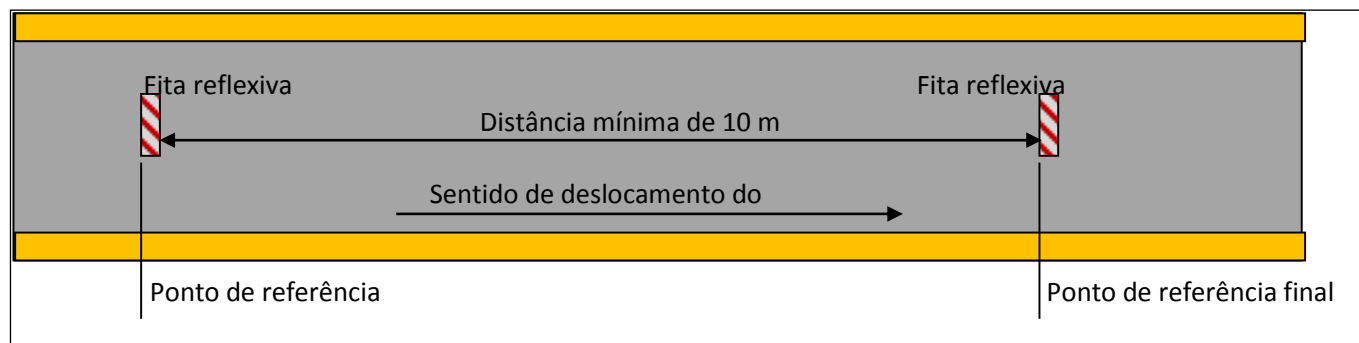 Fita reflexiva
Fita reflexiva
Distância mínima de 10 m
Sentido de deslocamento do
Ponto de referência
Ponto de referência final